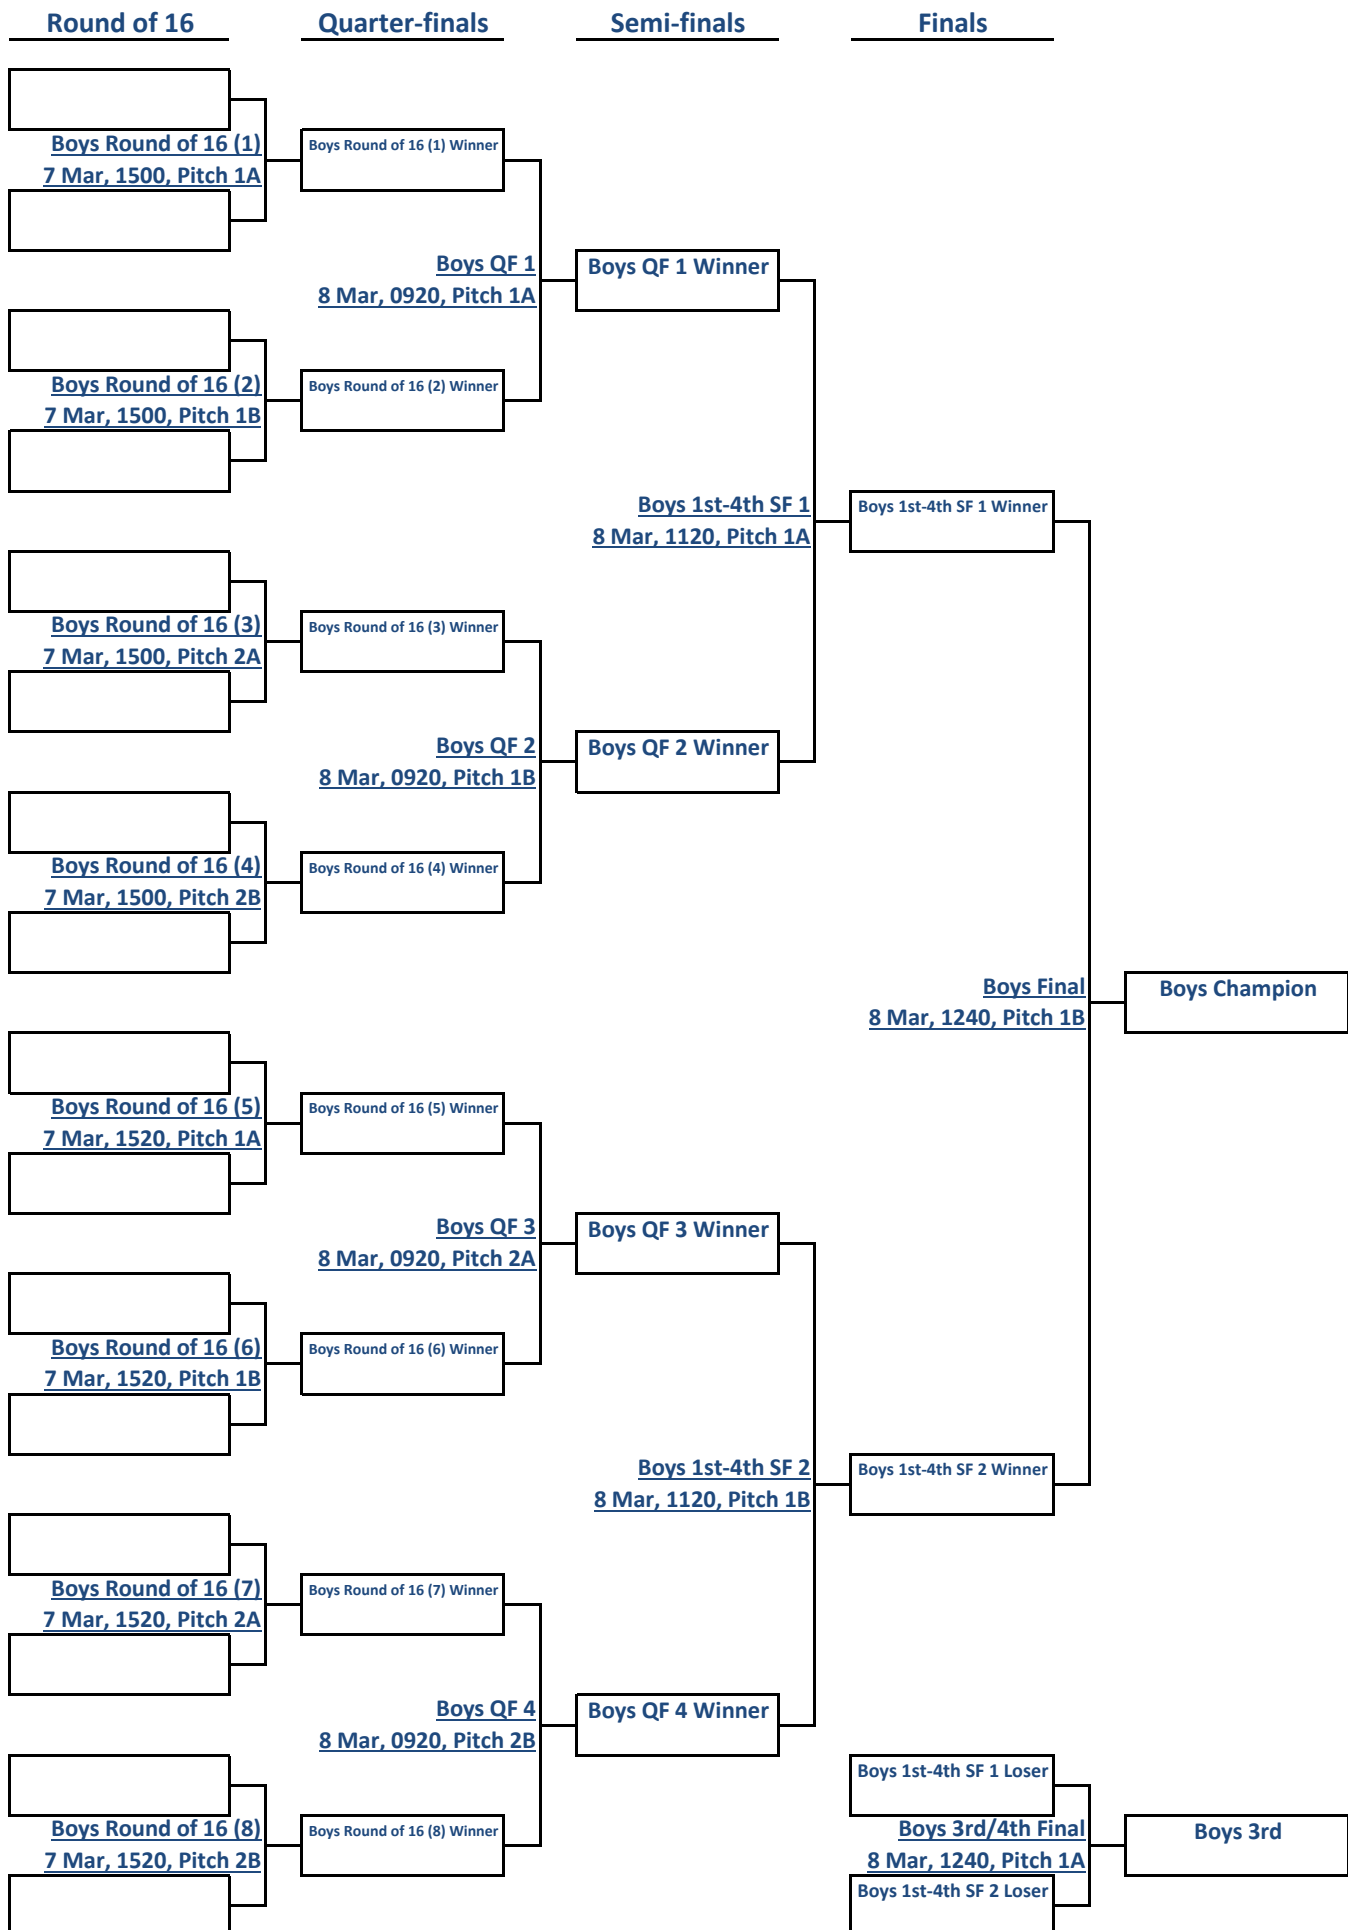 Round of 16
Quarter-finals
Semi-finals
Finals
Boys Round of 16 (1)
7 Mar, 1500, Pitch 1A
Boys Round of 16 (1) Winner
Boys QF 1
8 Mar, 0920, Pitch 1A
Boys QF 1 Winner
Boys Round of 16 (2)
7 Mar, 1500, Pitch 1B
Boys Round of 16 (2) Winner
Boys 1st-4th SF 1
8 Mar, 1120, Pitch 1A
Boys 1st-4th SF 1 Winner
Boys Round of 16 (3)
7 Mar, 1500, Pitch 2A
Boys Round of 16 (3) Winner
Boys QF 2
8 Mar, 0920, Pitch 1B
Boys QF 2 Winner
Boys Round of 16 (4)
7 Mar, 1500, Pitch 2B
Boys Round of 16 (4) Winner
Boys Final
8 Mar, 1240, Pitch 1B
Boys Champion
Boys Round of 16 (5)
7 Mar, 1520, Pitch 1A
Boys Round of 16 (5) Winner
Boys QF 3
8 Mar, 0920, Pitch 2A
Boys QF 3 Winner
Boys Round of 16 (6)
7 Mar, 1520, Pitch 1B
Boys Round of 16 (6) Winner
Boys 1st-4th SF 2
8 Mar, 1120, Pitch 1B
Boys 1st-4th SF 2 Winner
Boys Round of 16 (7)
7 Mar, 1520, Pitch 2A
Boys Round of 16 (7) Winner
Boys QF 4
8 Mar, 0920, Pitch 2B
Boys QF 4 Winner
Boys Round of 16 (8)
7 Mar, 1520, Pitch 2B
Boys Round of 16 (8) Winner
Boys 1st-4th SF 1 Loser
Boys 3rd/4th Final
8 Mar, 1240, Pitch 1A
Boys 1st-4th SF 2 Loser
Boys 3rd